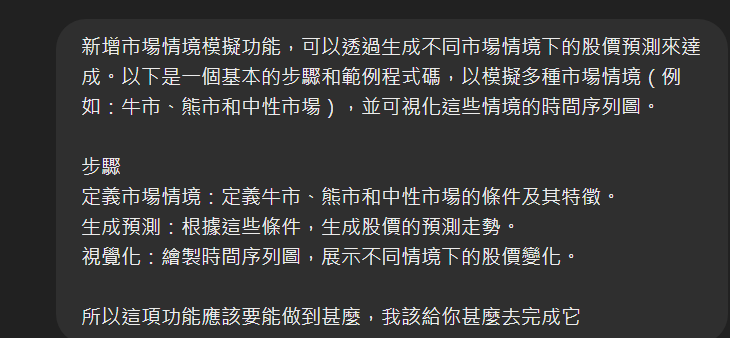 新增市場情境模擬功能，可以透過生成不同市場情境下的股價預測來達
成。以下是一個基本的步驟和範例程式碼，以模擬多種市場情境（例
如：牛市、熊市和中性市場），並可視化這些情境的時間序列圖。
步驟
定義市場情境：定義牛市、熊市和中性市場的條件及其特徵。
生成預測：根據這些條件，生成股價的預測走勢。
視覺化：繪製時間序列圖，展示不同情境下的股價變化。
所以這項功能應該要能做到甚麼，我該給你甚麼去完成它